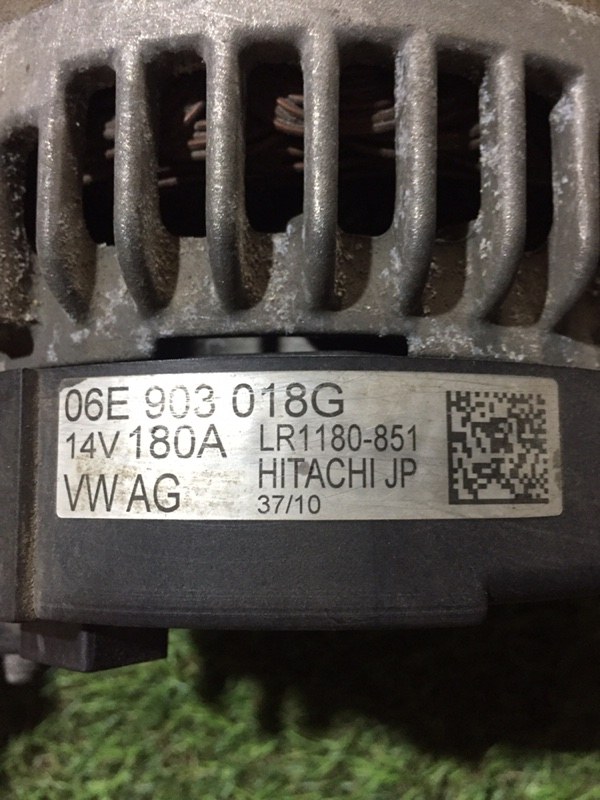 06E 903 018G
14V 180A LR1180-851
VW AG HITACHI JP
37/10